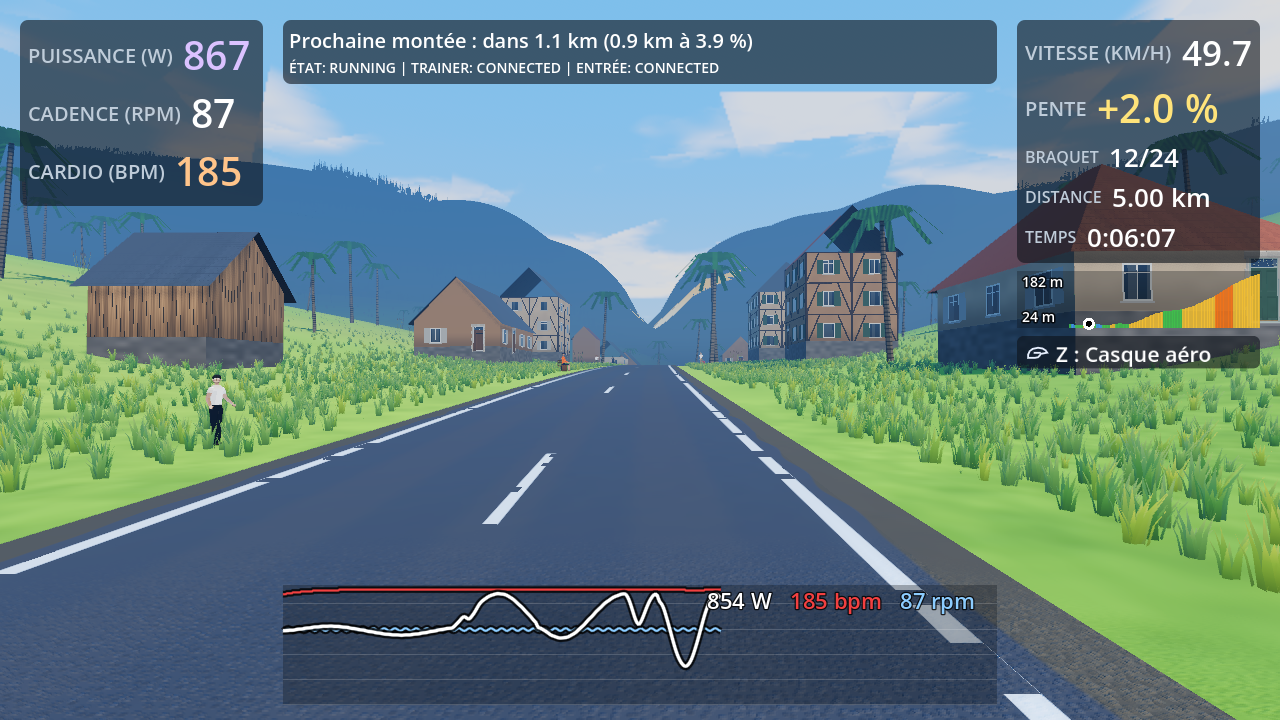 PUISSANCE (W) 867
CADENCE (RPM) 87
CARDIO (BPM) 185
Prochaine montée : dans 1.1 km (0.9 km à 3.9 %)
ÉTAT: RUNNING | TRAINER: CONNECTED | ENTRÉE: CONNECTED
VITESSE (KM/H) 49.7
PENTE +2.0 %
BRAQUET 12/24
DISTANCE 5.00 km
TEMPS 0:06:07
182 m
24 m
Z : Casque aéro
854 W 185 bpm 87 rpm